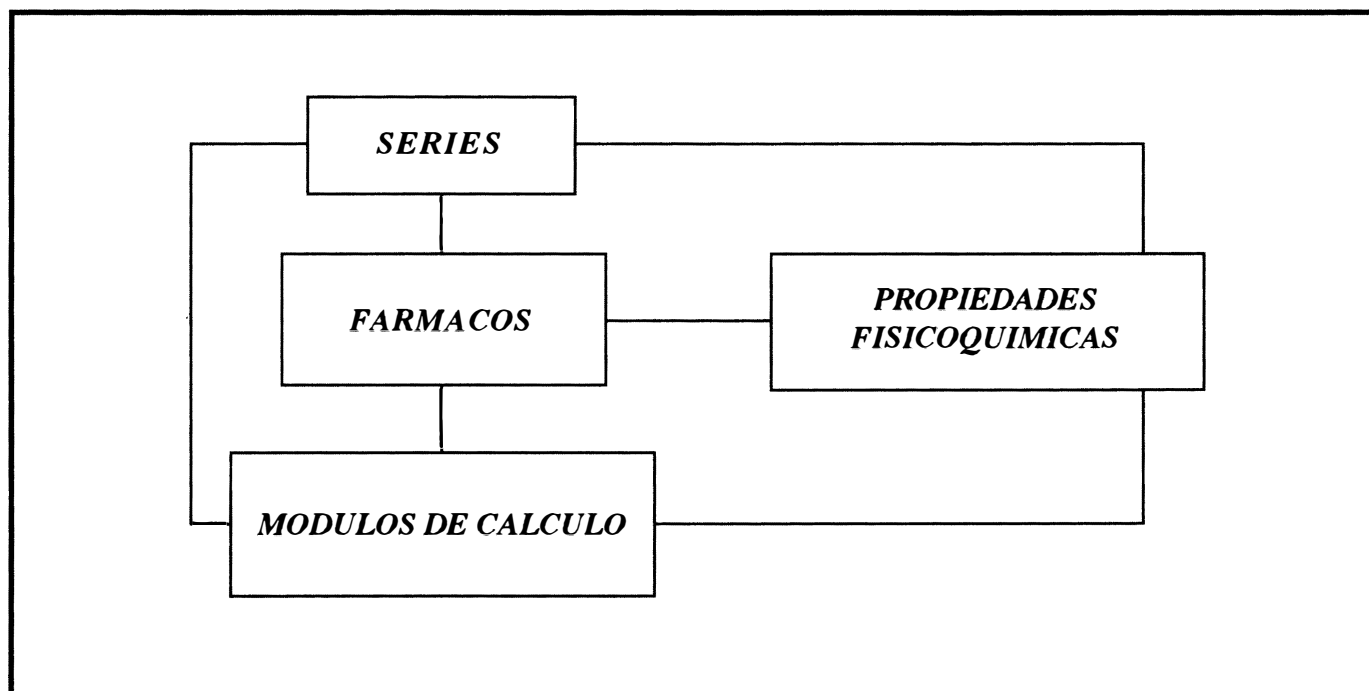 SERIES
FARMACOS
PROPIEDADES
FISICOQUIMICAS
MODULOS DE CALCULO